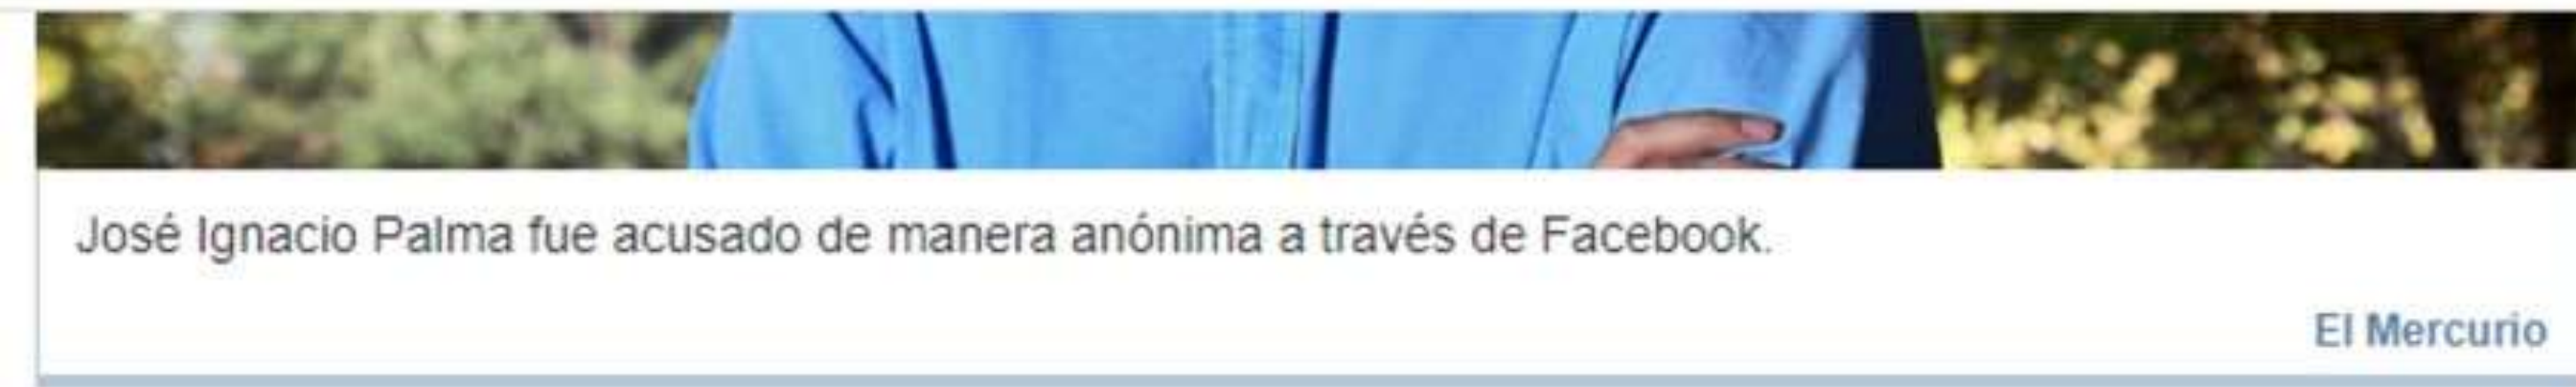 José Ignacio Palma fue acusado de manera anónima a través de Facebook.
El Mercurio